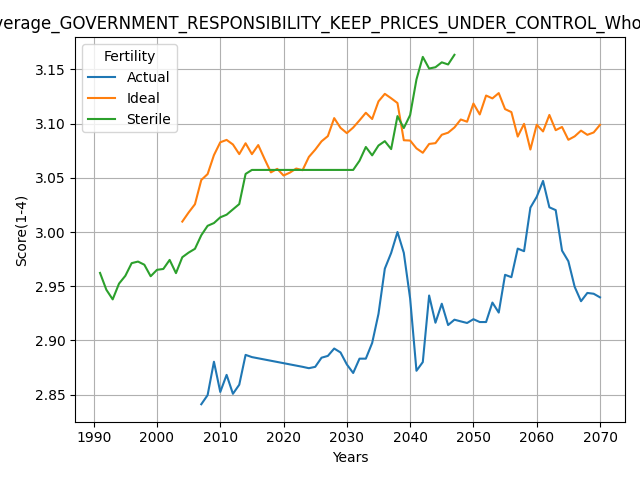 verage_GOVERNMENT_RESPONSIBILITY_KEEP_PRICES_UNDER_CONTROL_Who
Fertility
Actual
Ideal
Sterile
Score(1-4)
3.15
3.10
3.05
3.00
2.95
2.90
2.85
1990 2000 2010 2020 2030 2040 2050 2060 2070
Years